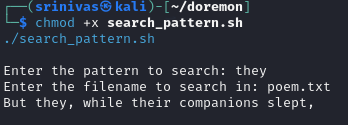 ┌──(srinivas㉿kali)-[~/doremon]
└─$ chmod +x search_pattern.sh
./search_pattern.sh
Enter the pattern to search: they
Enter the filename to search in: poem.txt
But they, while their companions slept,